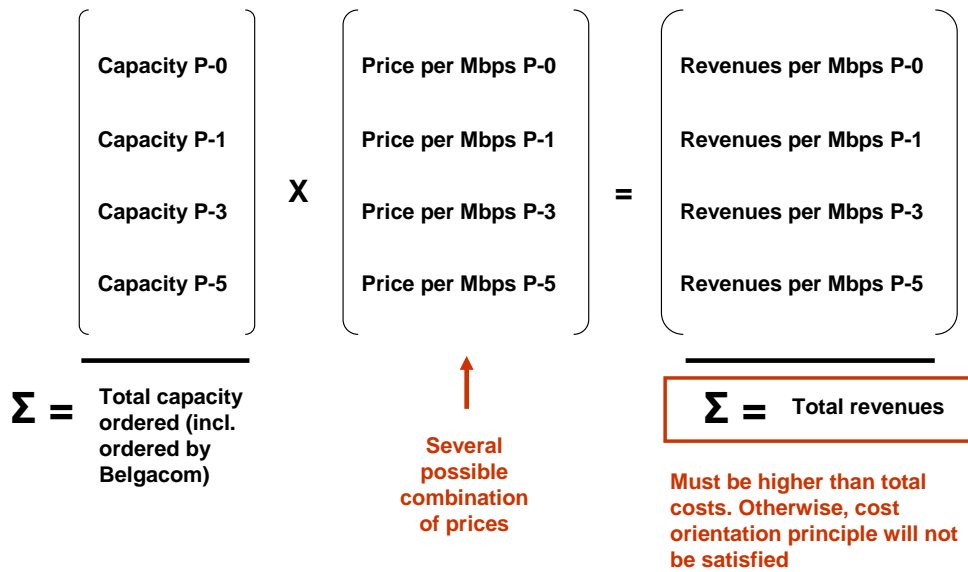 Capacity P-0
Capacity P-1
Capacity P-3
Capacity P-5
X
Price per Mbps P-0
Price per Mbps P-1
Price per Mbps P-3
Price per Mbps P-5
=
Revenues per Mbps P-0
Revenues per Mbps P-1
Revenues per Mbps P-3
Revenues per Mbps P-5
Σ =
Total capacity
ordered (incl.
ordered by
Belgacom)
Several
possible
combination
of prices
Σ = Total revenues
Must be higher than total
costs. Otherwise, cost
orientation principle will not
be satisfied